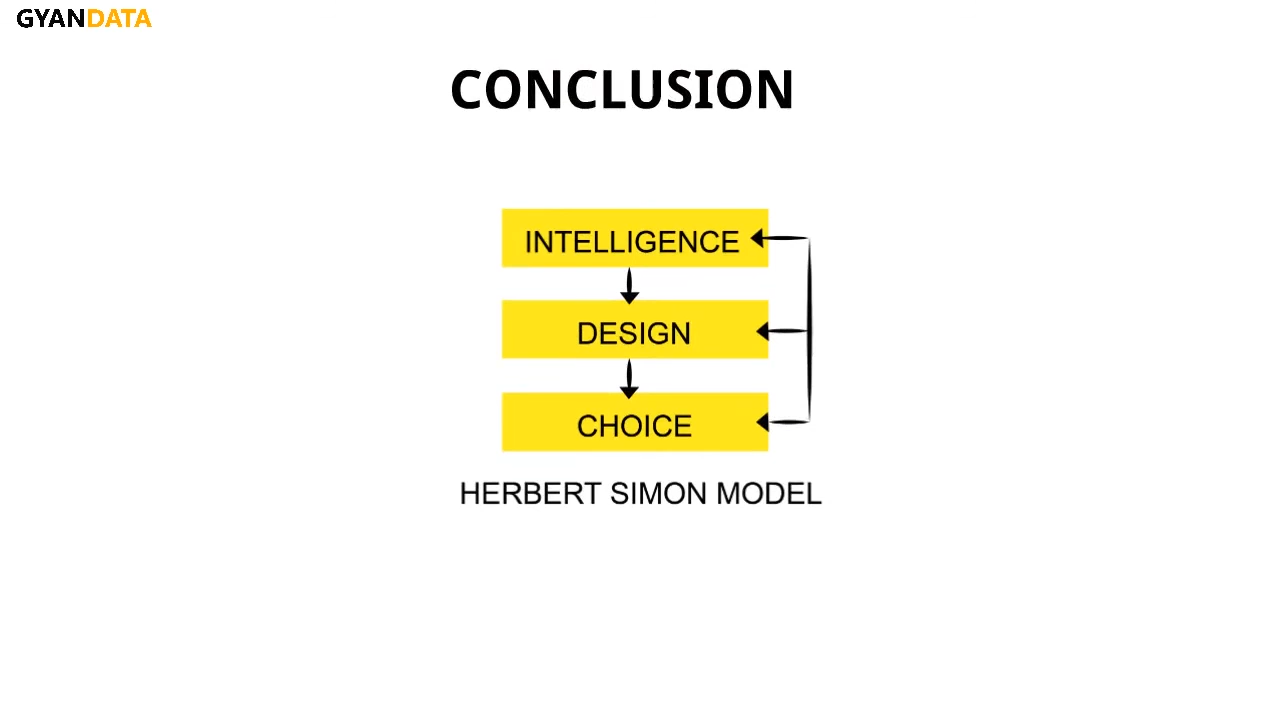 GYANDATA
CONCLUSION
INTELLIGENCE
DESIGN
CHOICE
HERBERT SIMON MODEL